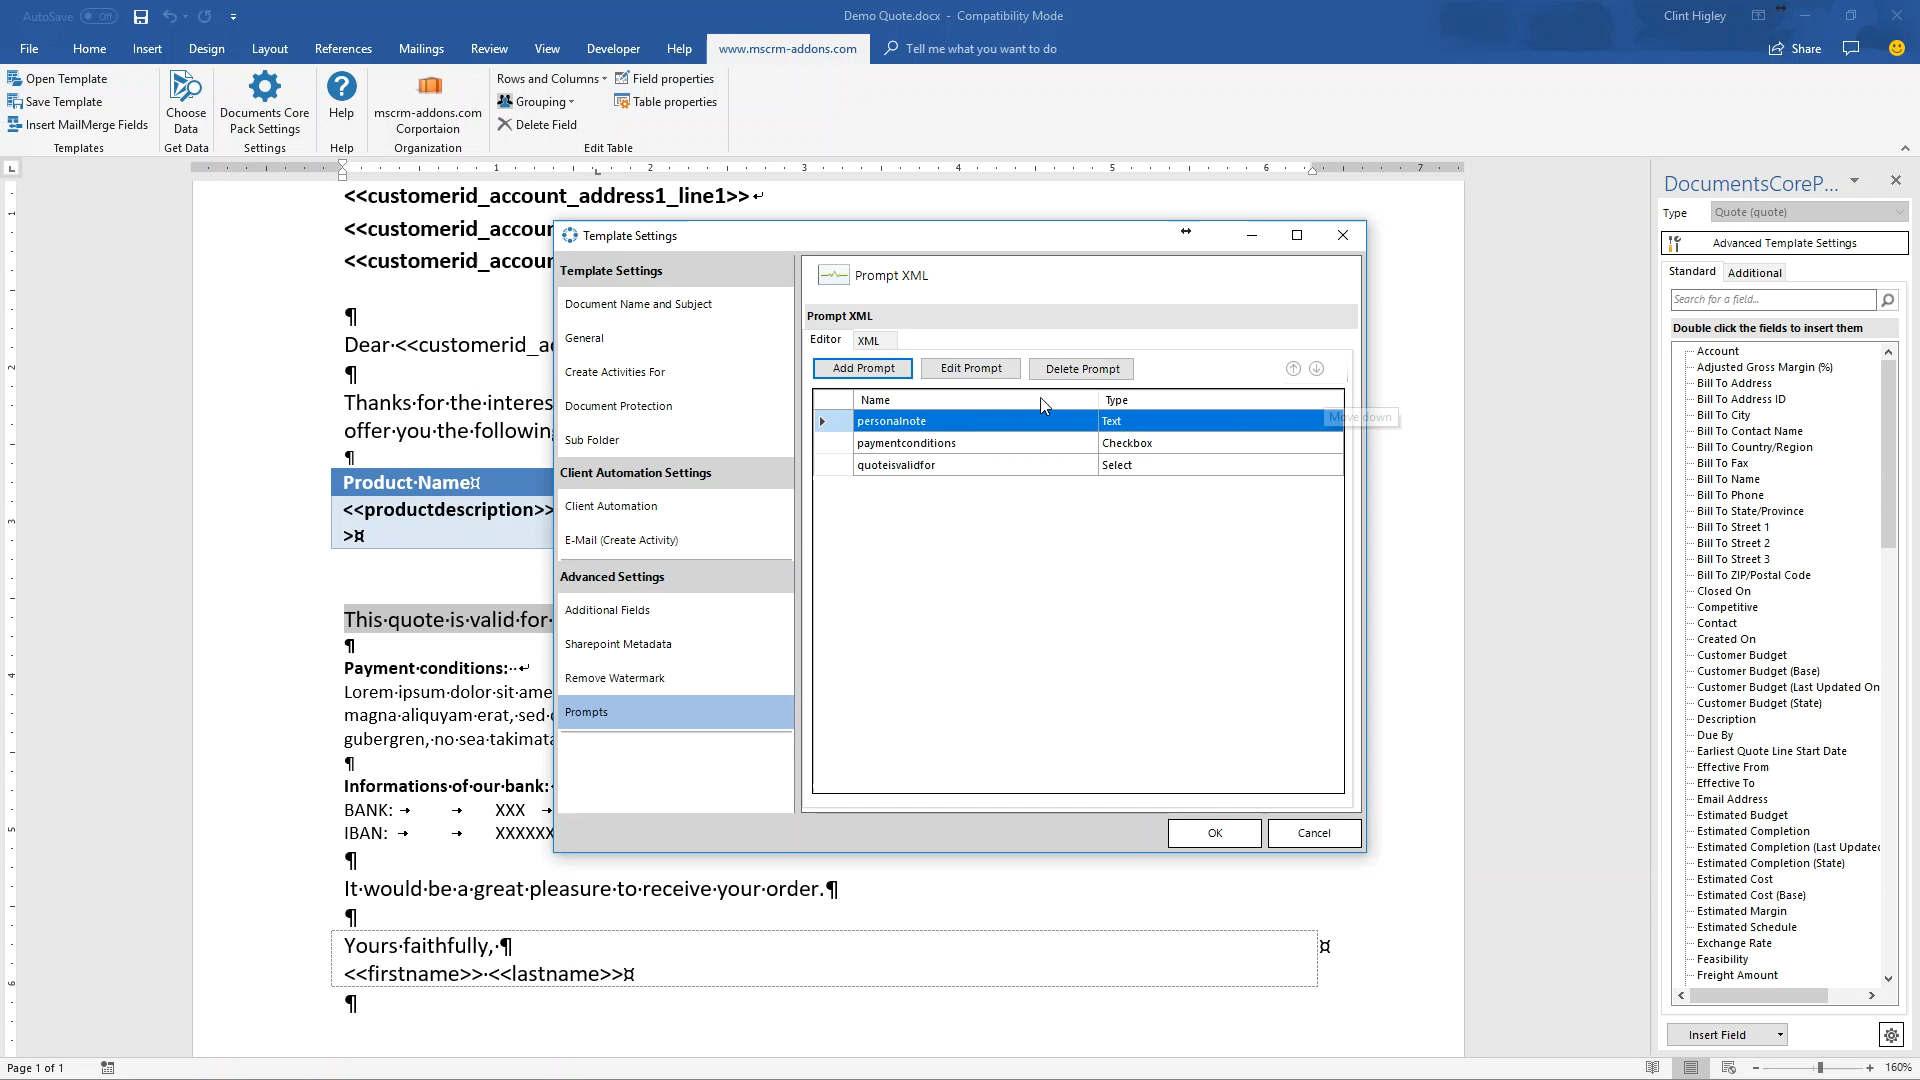 AutoSave Off
Demo Quote.docx - Compatibility Mode
Clint Higley
File Home Insert Design Layout References Mailings Review View Developer Help www.mscrm-addons.com Tell me what you want to do Share
Open Template
Save Template
Insert MailMerge Fields
Templates
Choose
Data
Get Data
Documents Core
Pack Settings
Settings
Help
Help
mscrm-addons.com
Corportaion
Organization
Rows and Columns
Grouping
Delete Field
Field properties
Table properties
Edit Table
1 2 3 4 5 6 7
<<customerid_account_address1_line1>>
<<customerid_accou
<<customerid_accou
¶
Dear·<<customerid_a
¶
Thanks·for·the·interes
offer·you·the·following
¶
Product·Name¤
<<productdescription>>
>¤
This·quote·is·valid·for·
¶
Payment·conditions:··
Lorem·ipsum·dolor·sit·ame
magna·aliquyam·erat,·sed·d
gubergren,·no·sea·takimata
¶
Informations·of·our·bank:
BANK: → → XXX →
IBAN: → → XXXXXX
¶
It·would·be·a·great·pleasure·to·receive·your·order.¶
¶
Yours·faithfully,·¶
<<firstname>>·<<lastname>>¤
¤
¶
Template Settings
Template Settings
Document Name and Subject
General
Create Activities For
Document Protection
Sub Folder
Client Automation Settings
Client Automation
E-Mail (Create Activity)
Advanced Settings
Additional Fields
Sharepoint Metadata
Remove Watermark
Prompts
Prompt XML
Prompt XML
Editor XML
Add Prompt Edit Prompt Delete Prompt
Name Type
personalnote Text
paymentconditions Checkbox
quoteisvalidfor Select
Move down
OK Cancel
DocumentsCoreP...
Type Quote (quote)
Advanced Template Settings
Standard Additional
Search for a field...
Double click the fields to insert them
Account
Adjusted Gross Margin (%)
Bill To Address
Bill To Address ID
Bill To City
Bill To Contact Name
Bill To Country/Region
Bill To Fax
Bill To Name
Bill To Phone
Bill To State/Province
Bill To Street 1
Bill To Street 2
Bill To Street 3
Bill To ZIP/Postal Code
Closed On
Competitive
Contact
Created On
Customer Budget
Customer Budget (Base)
Customer Budget (Last Updated On
Customer Budget (State)
Description
Due By
Earliest Quote Line Start Date
Effective From
Effective To
Email Address
Estimated Budget
Estimated Completion
Estimated Completion (Last Update
Estimated Completion (State)
Estimated Cost
Estimated Cost (Base)
Estimated Margin
Estimated Schedule
Exchange Rate
Feasibility
Freight Amount
Insert Field
Page 1 of 1
160%